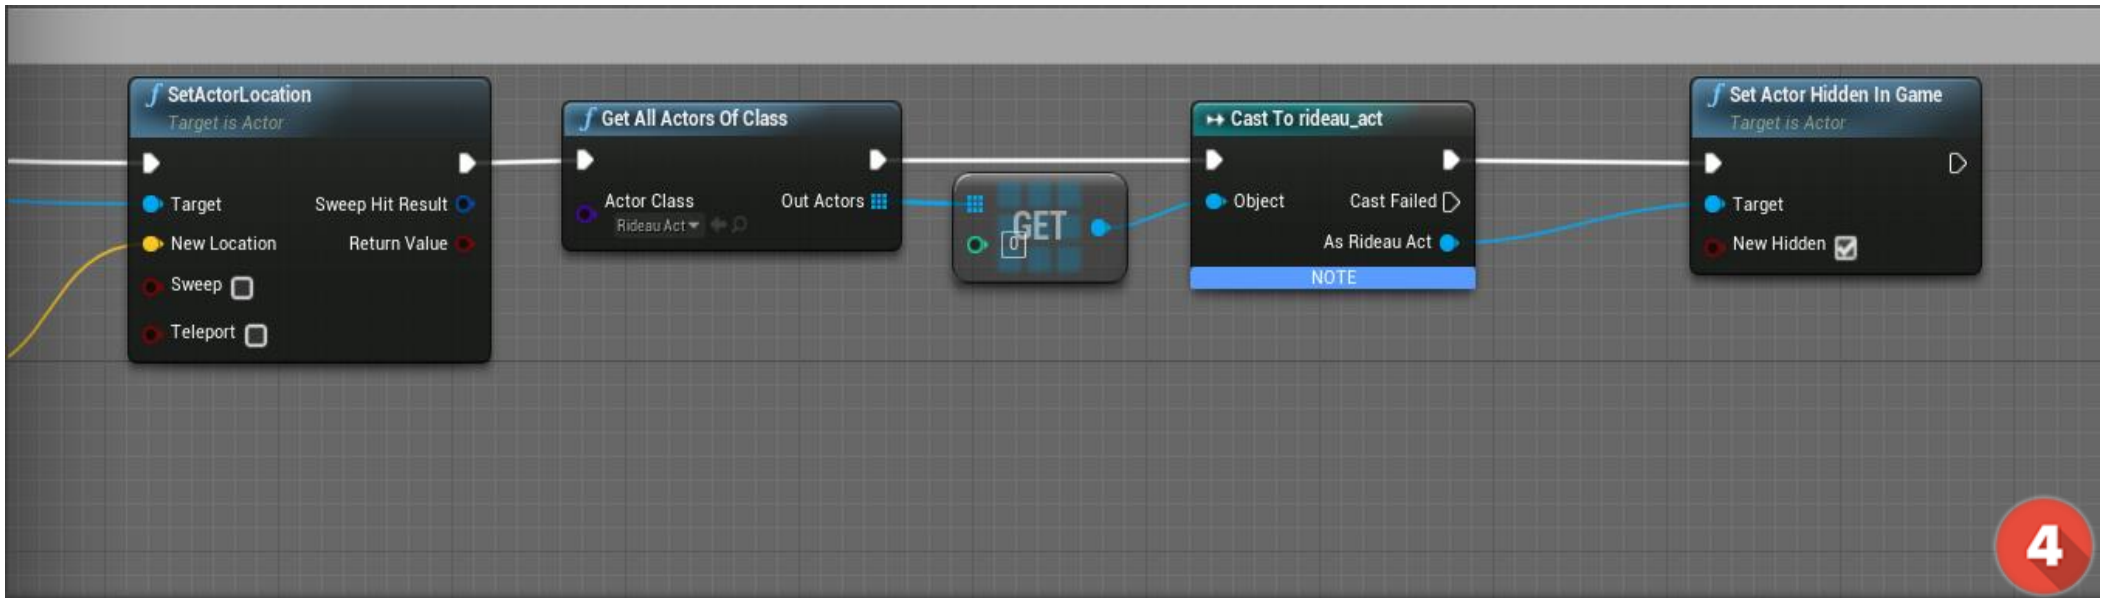 SetActorLocation
Target is Actor
Target
Sweep Hit Result
New Location
Return Value
Sweep
Teleport
Get All Actors Of Class
Actor Class
Rideau Act
Out Actors
GET
0
Cast To rideau_act
Object
Cast Failed
As Rideau Act
NOTE
Set Actor Hidden In Game
Target is Actor
Target
New Hidden
4